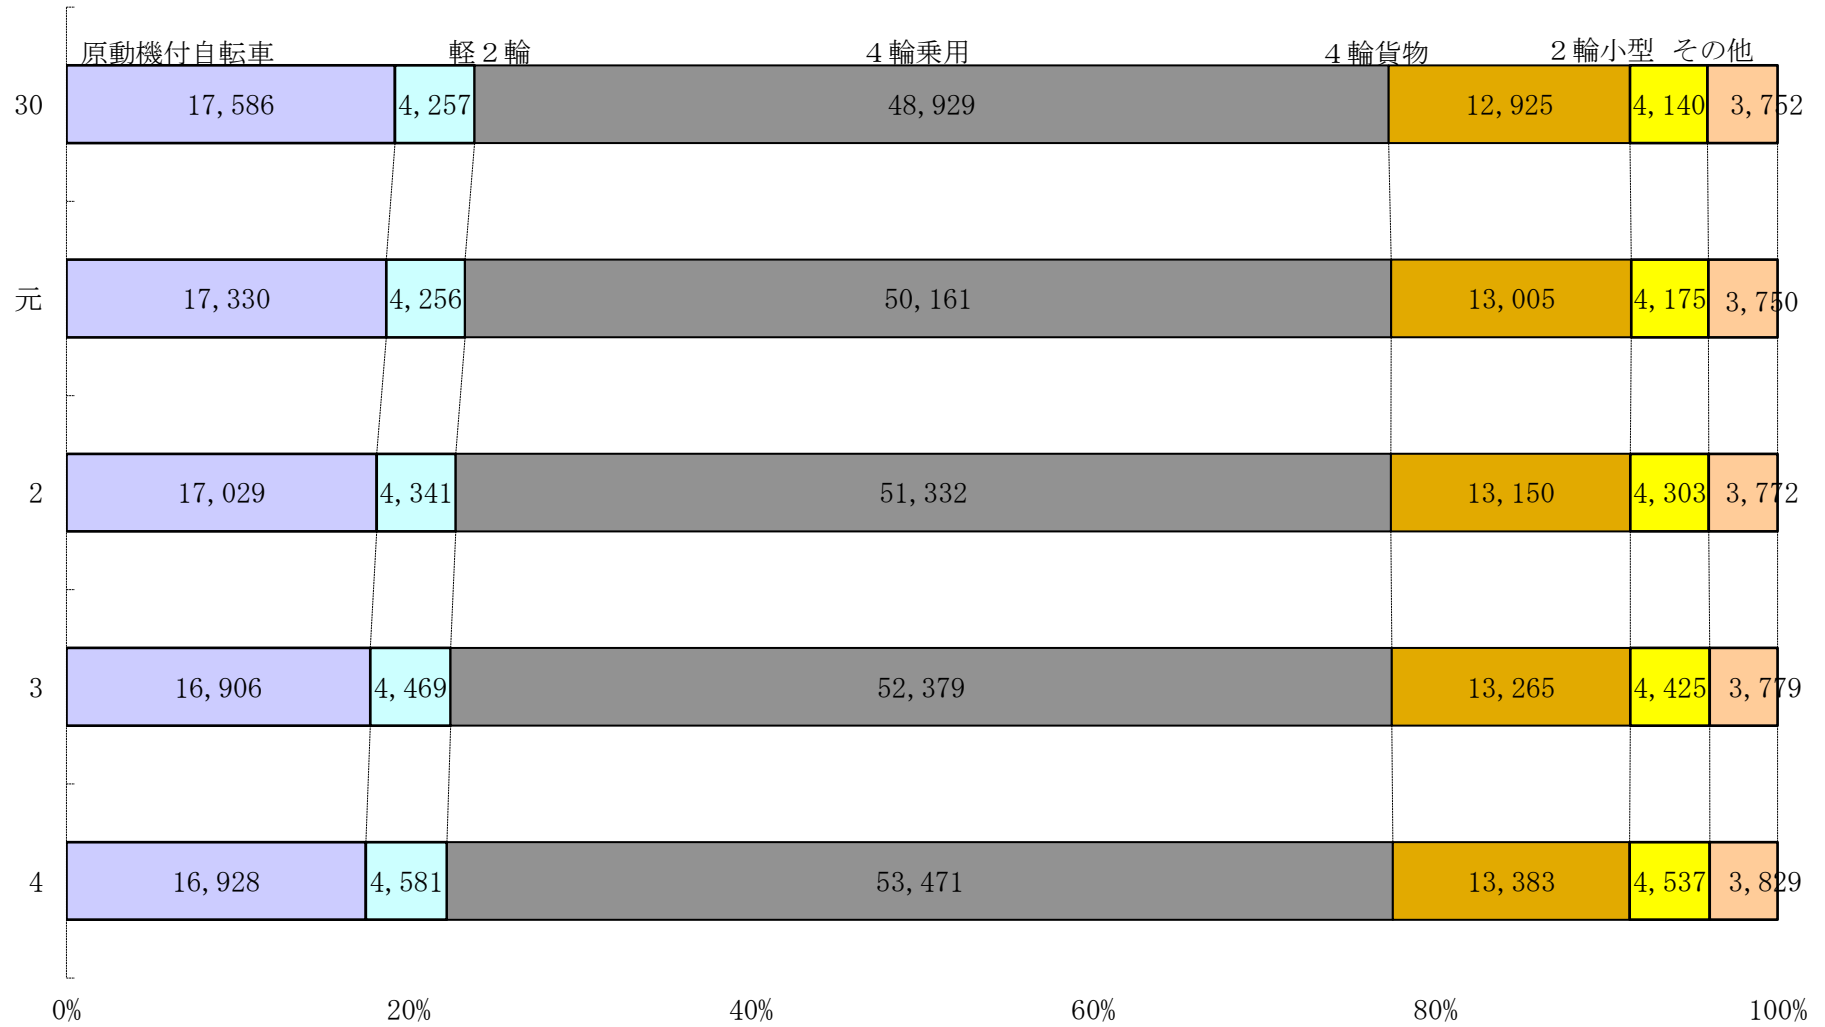 原動機付自転車 軽２輪 ４輪乗用 ４輪貨物 ２輪小型 その他
30 17,586 4,257 48,929 12,925 4,140 3,752
元 17,330 4,256 50,161 13,005 4,175 3,750
2 17,029 4,341 51,332 13,150 4,303 3,772
3 16,906 4,469 52,379 13,265 4,425 3,779
4 16,928 4,581 53,471 13,383 4,537 3,829
0% 20% 40% 60% 80% 100%